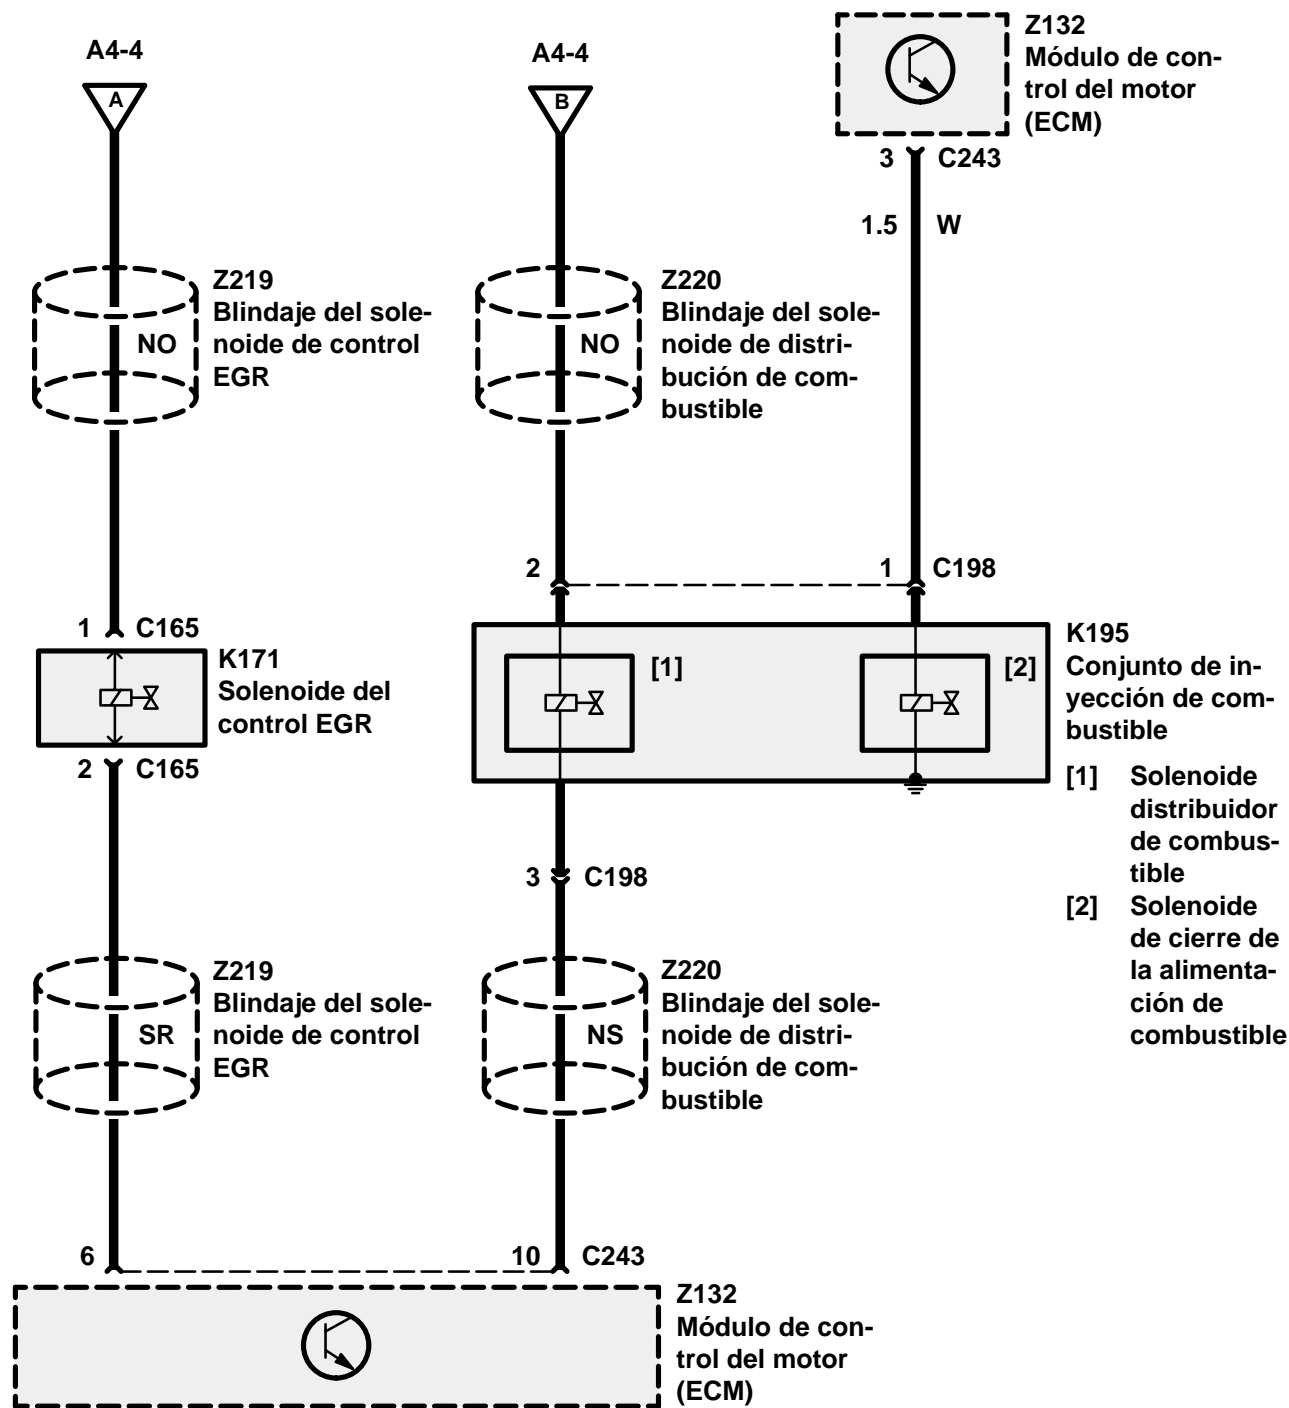 A4-4
A
A4-4
B
Z132
Módulo de con-
trol del motor
(ECM)
3 C243
1.5 W
Z219
Blindaje del sole-
noide de control
EGR
NO
Z220
Blindaje del sole-
noide de distri-
bución de com-
bustible
NO
2
1 C198
1 C165
K171
Solenoide del
control EGR
2 C165
[1]
[2]
K195
Conjunto de in-
yección de com-
bustible
[1] Solenoide
distribuidor
de combus-
tible
[2] Solenoide
de cierre de
la alimenta-
ción de
combustible
3 C198
Z219
Blindaje del sole-
noide de control
EGR
SR
Z220
Blindaje del sole-
noide de distri-
bución de com-
bustible
NS
6
10 C243
Z132
Módulo de con-
trol del motor
(ECM)